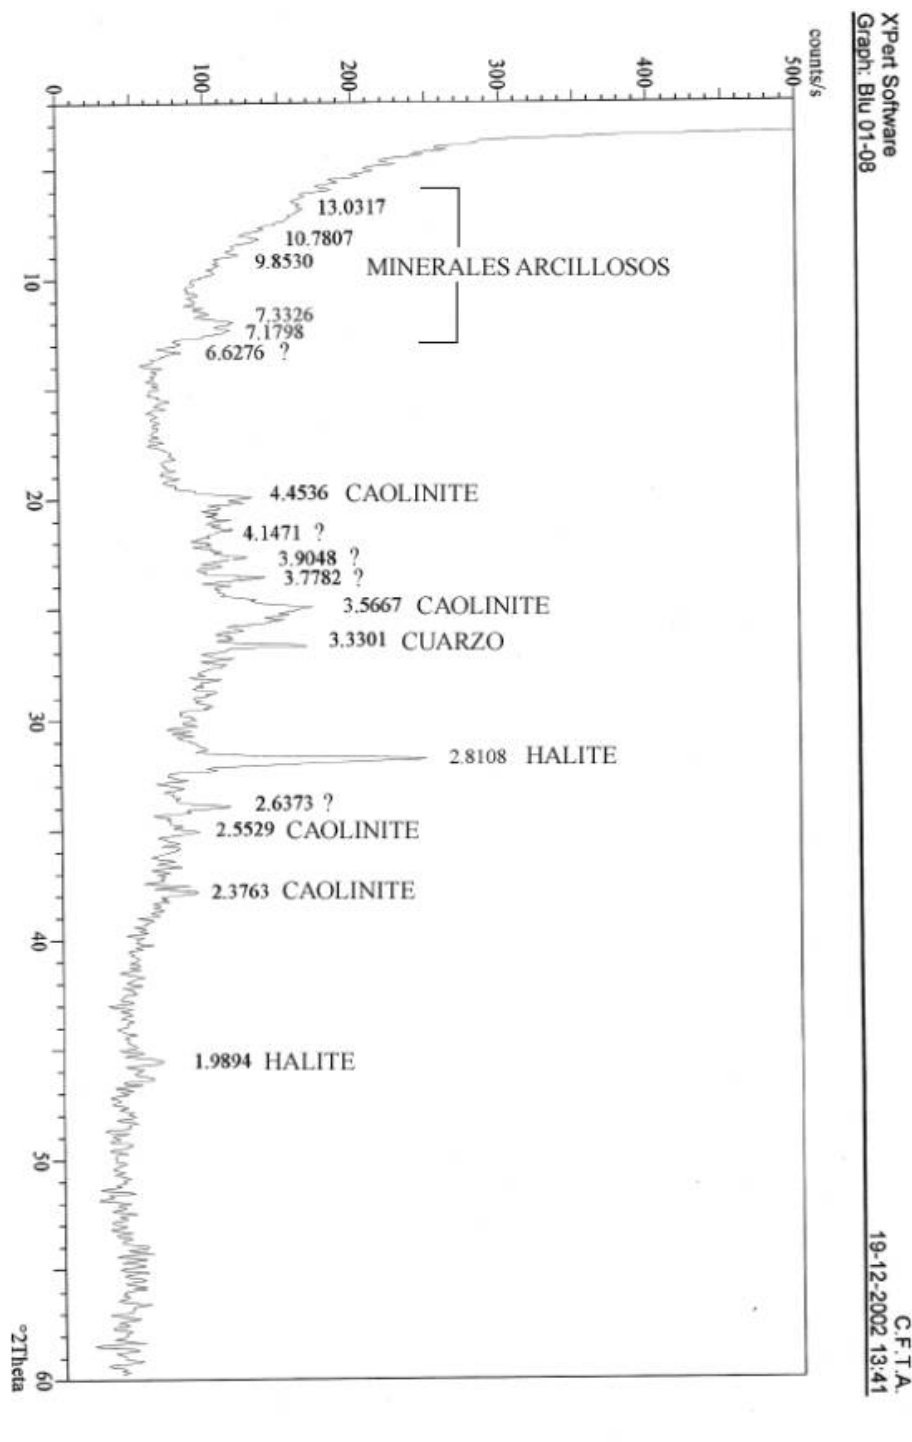 X'Pert Software
Graph: Blu 01-08
C.F.T.A.
19-12-2002 13:41
counts/s
500
400
300
200
100
0
13.0317
10.7807
9.8530
MINERALES ARCILLOSOS
10
7.3326
7.1798
6.6276 ?
4.4536 CAOLINITE
20
4.1471 ?
3.9048 ?
3.7782 ?
3.5667 CAOLINITE
3.3301 CUARZO
30
2.8108 HALITE
2.6373 ?
2.5529 CAOLINITE
2.3763 CAOLINITE
40
1.9894 HALITE
50
60
°2Theta